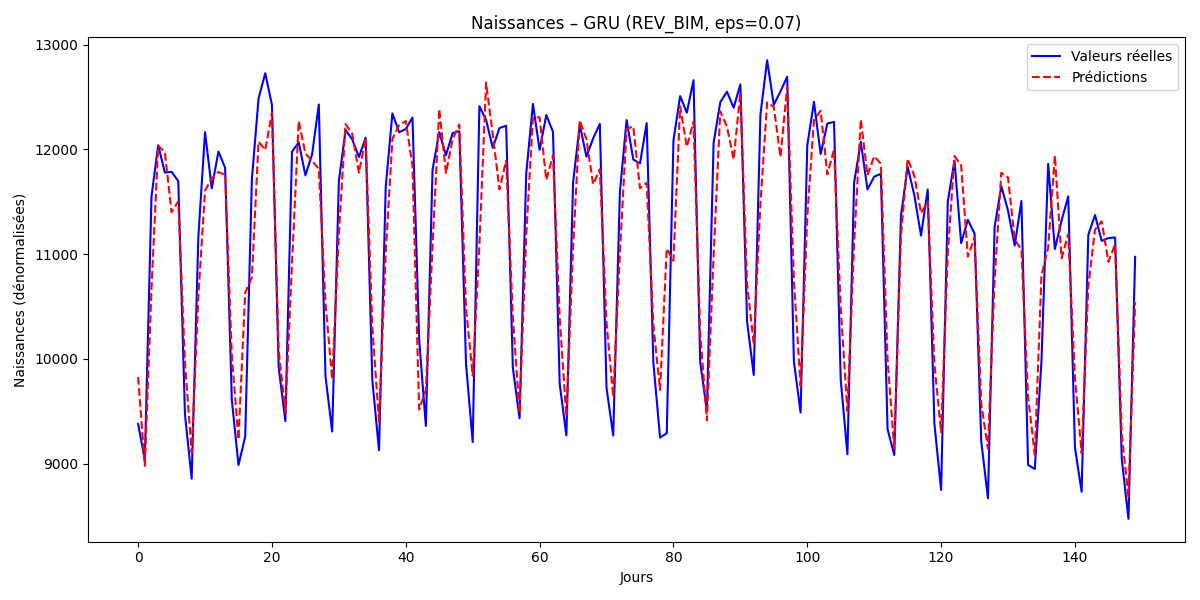 Naissances – GRU (REV_BIM, eps=0.07)
Valeurs réelles
Prédictions
Naissances (dénormalisées)
13000
12000
11000
10000
9000
0 20 40 60 80 100 120 140
Jours